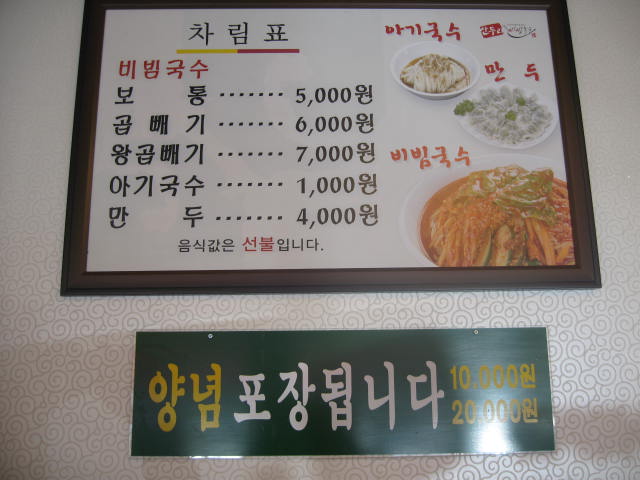 차림표
비빔국수
보 통 ······· 5,000원
곱 빼 기 ······· 6,000원
왕곱빼기 ······· 7,000원
아기국수 ······· 1,000원
만 두 ······· 4,000원
음식값은 선불입니다.
아기국수
만 두
비빔국수
양념 포장됩니다
10,000원
20,000원